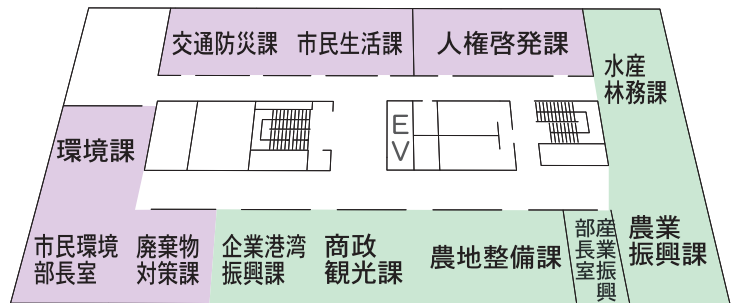 交通防災課
市民生活課
人権啓発課
水産
林務課
環境課
EV
市民環境
部長室
廃棄物
対策課
企業港湾
振興課
商政
観光課
農地整備課
産業振興
部長室
農業
振興課